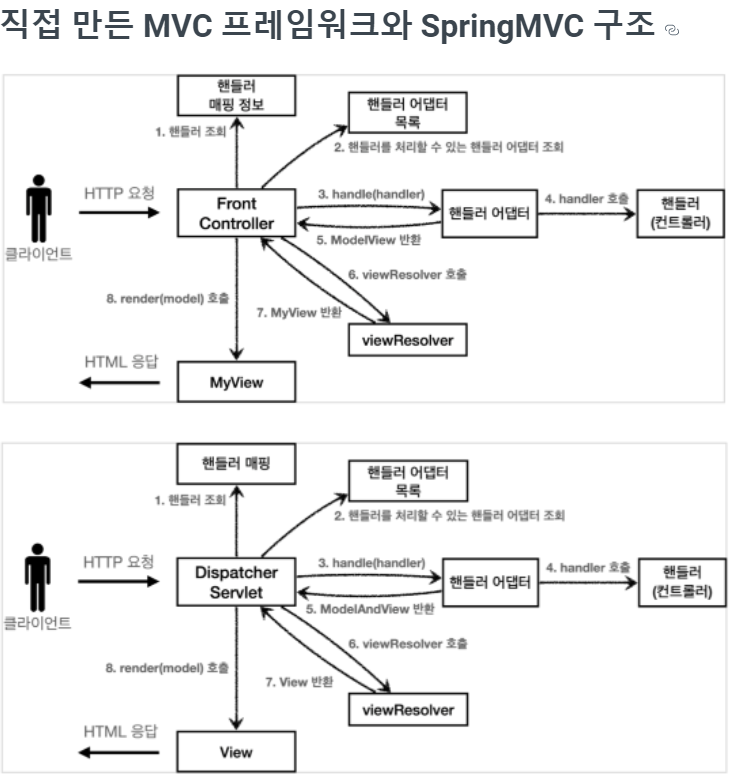 직접 만든 MVC 프레임워크와 SpringMVC 구조
핸들러
매핑 정보
핸들러 어댑터
목록
1. 핸들러 조회
2. 핸들러를 처리할 수 있는 핸들러 어댑터 조회
HTTP 요청
Front
Controller
3. handle(handler)
핸들러 어댑터
4. handler 호출
핸들러
(컨트롤러)
클라이언트
5. ModelView 반환
6. viewResolver 호출
8. render(model) 호출
7. MyView 반환
viewResolver
HTML 응답
MyView
핸들러 매핑
핸들러 어댑터
목록
1. 핸들러 조회
2. 핸들러를 처리할 수 있는 핸들러 어댑터 조회
HTTP 요청
Dispatcher
Servlet
3. handle(handler)
핸들러 어댑터
4. handler 호출
핸들러
(컨트롤러)
클라이언트
5. ModelAndView 반환
6. viewResolver 호출
8. render(model) 호출
7. View 반환
viewResolver
HTML 응답
View